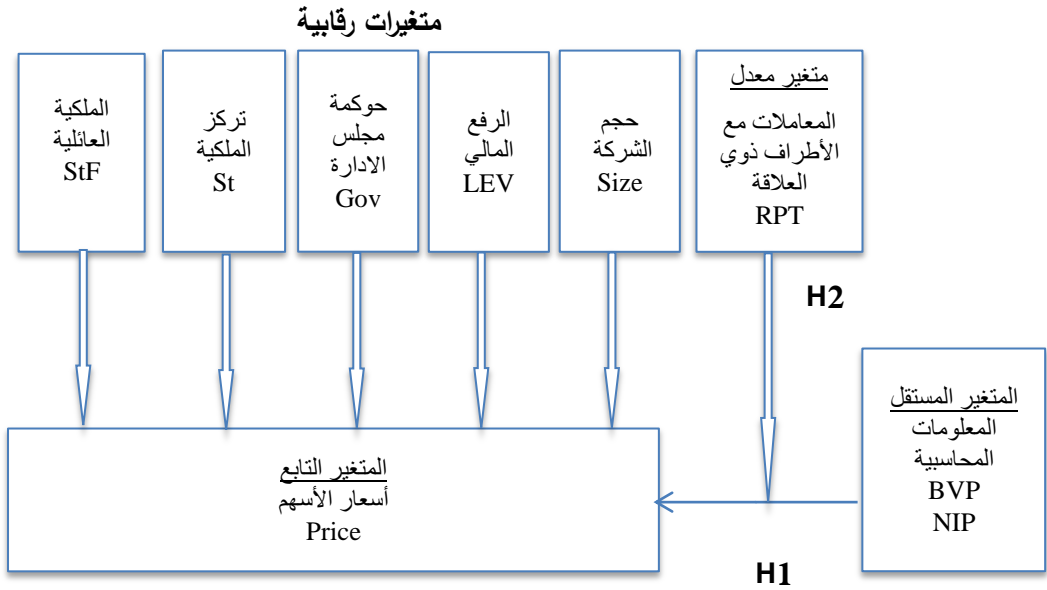 متغيرات رقابية
متغير معدل
المعاملات مع
الأطراف ذوي
العلاقة
RPT
حجم
الشركة
Size
الرفع
المالي
LEV
حوكمة
مجلس
الادارة
Gov
تركز
الملكية
St
الملكية
العائلية
StF
H2
المتغير المستقل
المعلومات
المحاسبية
BVP
NIP
المتغير التابع
أسعار الأسهم
Price
H1